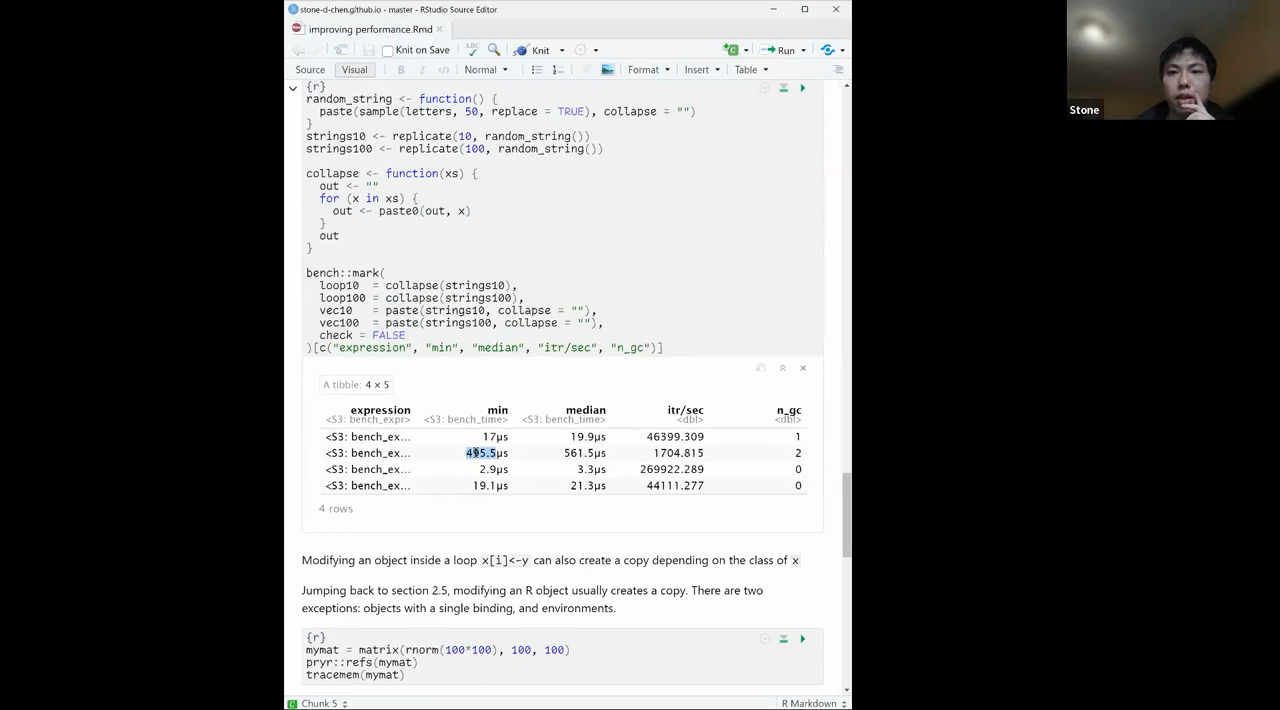 stone-d-chen.github.io - master - RStudio Source Editor
improving performance.Rmd
Knit on Save
ABC
Knit
Run
Source
Visual
B
I
</>
Normal
Format
Insert
Table
{r}
random_string <- function() {
  paste(sample(letters, 50, replace = TRUE), collapse = "")
}
strings10 <- replicate(10, random_string())
strings100 <- replicate(100, random_string())
collapse <- function(xs) {
  out <- ""
  for (x in xs) {
    out <- paste0(out, x)
  }
  out
}
bench::mark(
  loop10  = collapse(strings10),
  loop100 = collapse(strings100),
  vec10   = paste(strings10, collapse = ""),
  vec100  = paste(strings100, collapse = ""),
  check = FALSE
)[c("expression", "min", "median", "itr/sec", "n_gc")]
A tibble: 4 × 5
expression min median itr/sec n_gc
<S3: bench_expr> <S3: bench_time> <S3: bench_time> <dbl> <dbl>
<S3: bench_ex... 17µs 19.9µs 46399.309 1
<S3: bench_ex... 495.5µs 561.5µs 1704.815 2
<S3: bench_ex... 2.9µs 3.3µs 269922.289 0
<S3: bench_ex... 19.1µs 21.3µs 44111.277 0
4 rows
Modifying an object inside a loop x[i]<-y can also create a copy depending on the class of x
Jumping back to section 2.5, modifying an R object usually creates a copy. There are two
exceptions: objects with a single binding, and environments.
{r}
mymat = matrix(rnorm(100*100), 100, 100)
pryr::refs(mymat)
tracemem(mymat)
Chunk 5
R Markdown
Stone